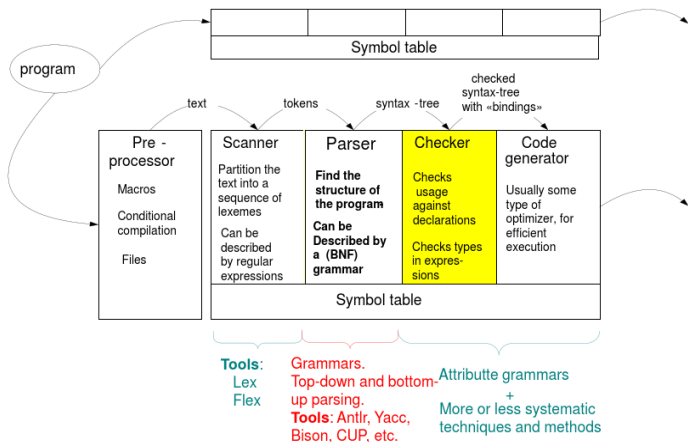 Symbol table
program
checked
syntax-tree
with «bindings»
text
tokens
syntax -tree
Pre -
processor
Macros
Conditional
compilation
Files
Scanner
Partition the
text into a
sequence of
lexemes
Can be
described
by regular
expressions
Parser
Find the
structure of
the program
Can be
Described by
a (BNF)
grammar
Checker
Checks
usage
against
declarations
Checks types
in expres-
sions
Code
generator
Usually some
type of
optimizer, for
efficient
execution
Symbol table
Tools:
Lex
Flex
Grammars.
Top-down and bottom-
up parsing.
Tools: Antlr, Yacc,
Bison, CUP, etc.
Attributte grammars
+
More or less systematic
techniques and methods